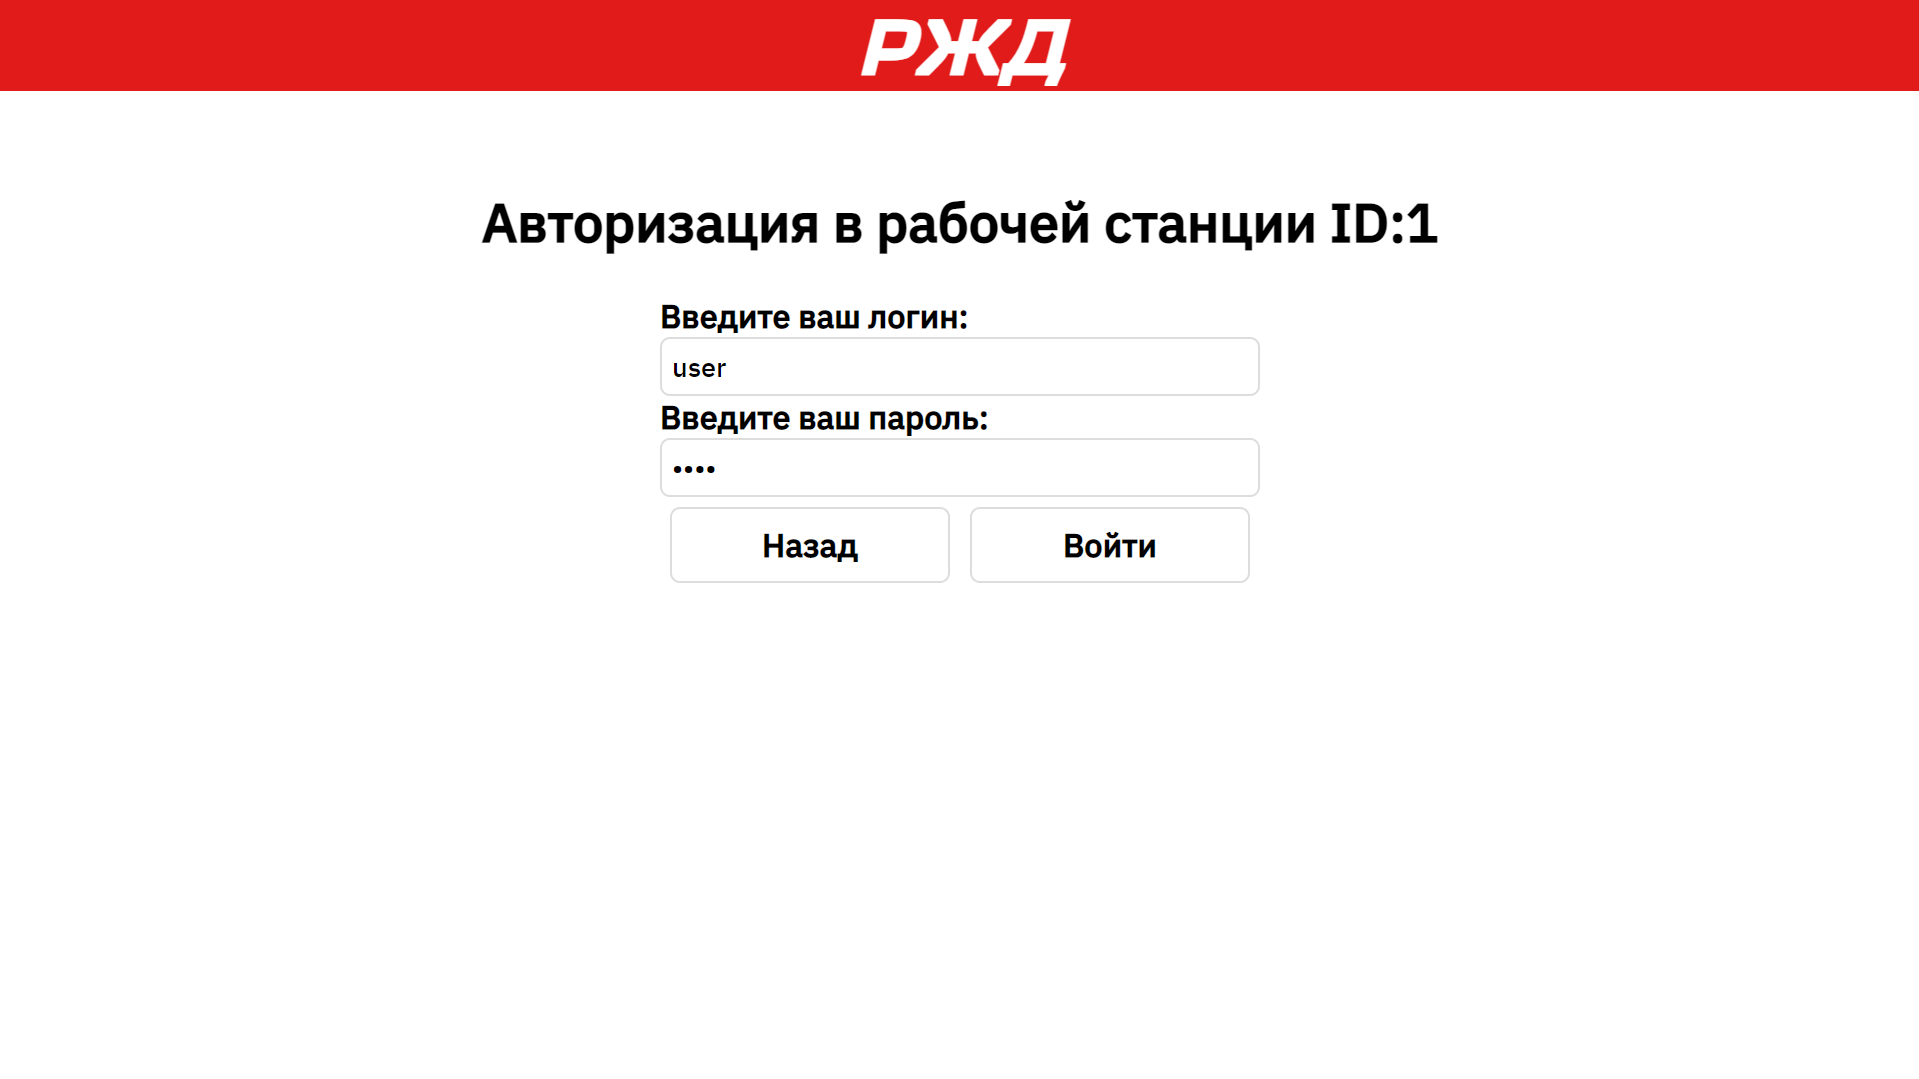 РЖД
Авторизация в рабочей станции ID:1
Введите ваш логин:
user
Введите ваш пароль:
••••
Назад
Войти